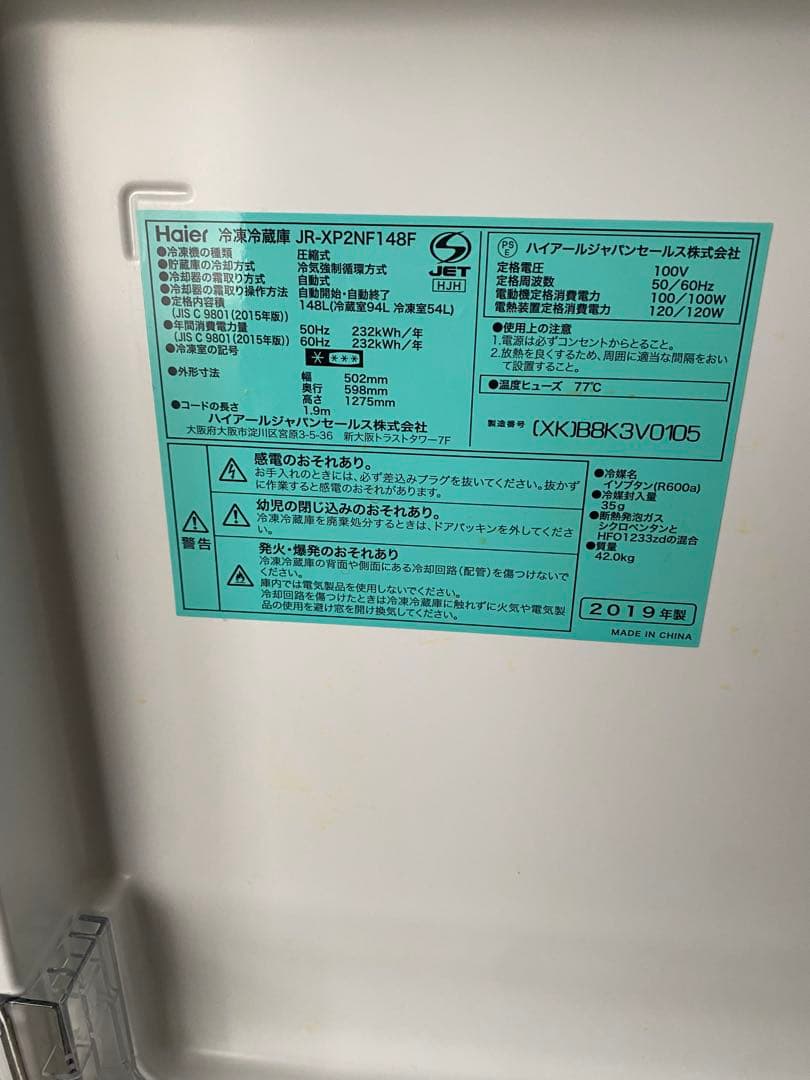 Haier 冷凍冷蔵庫 JR-XP2NF148F
●冷凍機の種類 圧縮式
●貯蔵庫の冷却方式 冷気強制循環方式
●冷却器の霜取り方式 自動式
●冷却器の霜取り操作方法 自動開始・自動終了
●定格内容積 148L(冷蔵室94L 冷凍室54L)
(JIS C 9801(2015年版))
●年間消費電力量 50Hz 232kWh/年
(JIS C 9801(2015年版)) 60Hz 232kWh/年
●冷凍室の記号 * ***
●外形寸法 幅 502mm
奥行 598mm
高さ 1275mm
●コードの長さ 1.9m
ハイアールジャパンセールス株式会社
大阪府大阪市淀川区宮原3-5-36 新大阪トラストタワー7F
S
JET
HJH
PS
E
ハイアールジャパンセールス株式会社
定格電圧 100V
定格周波数 50/60Hz
電動機定格消費電力 100/100W
電熱装置定格消費電力 120/120W
●使用上の注意
1.電源は必ずコンセントからとること。
2.放熱を良くするため、周囲に適当な間隔をおい
て設置すること。
●温度ヒューズ 77℃
製造番号 (XK)B8K3V0105
警告
感電のおそれあり。
お手入れのときには、必ず差込みプラグを抜いてください。抜かず
に作業すると感電のおそれがあります。
幼児の閉じ込みのおそれあり。
冷凍冷蔵庫を廃棄処分するときは、ドアパッキンを外してくださ
い。
発火・爆発のおそれあり
冷凍冷蔵庫の背面や側面にある冷却回路(配管)を傷つけないで
ください。
庫内では電気製品を使用しないでください。
冷却回路を傷つけたときは冷凍冷蔵庫に触れずに火気や電気製
品の使用を避け窓を開け換気してください。
●冷媒名
イソブタン(R600a)
●冷媒封入量
35g
●断熱発泡ガス
シクロペンタンと
HFO1233zdの混合
●質量
42.0kg
2019年製
MADE IN CHINA